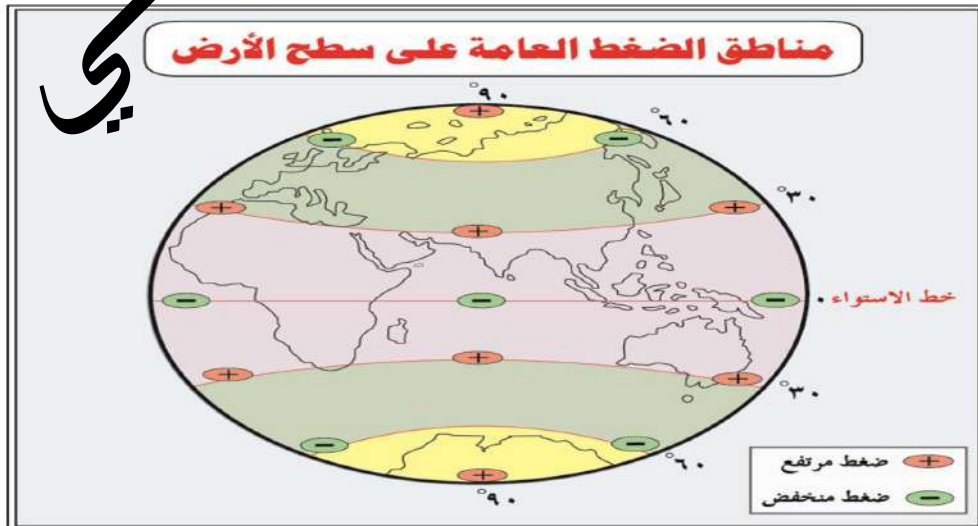 مناطق الضغط العامة على سطح الأرض
°٩٠
°٦٠
°٣٠
خط الاستواء ٠
°٣٠
°٦٠
°٩٠
+ ضغط مرتفع
− ضغط منخفض